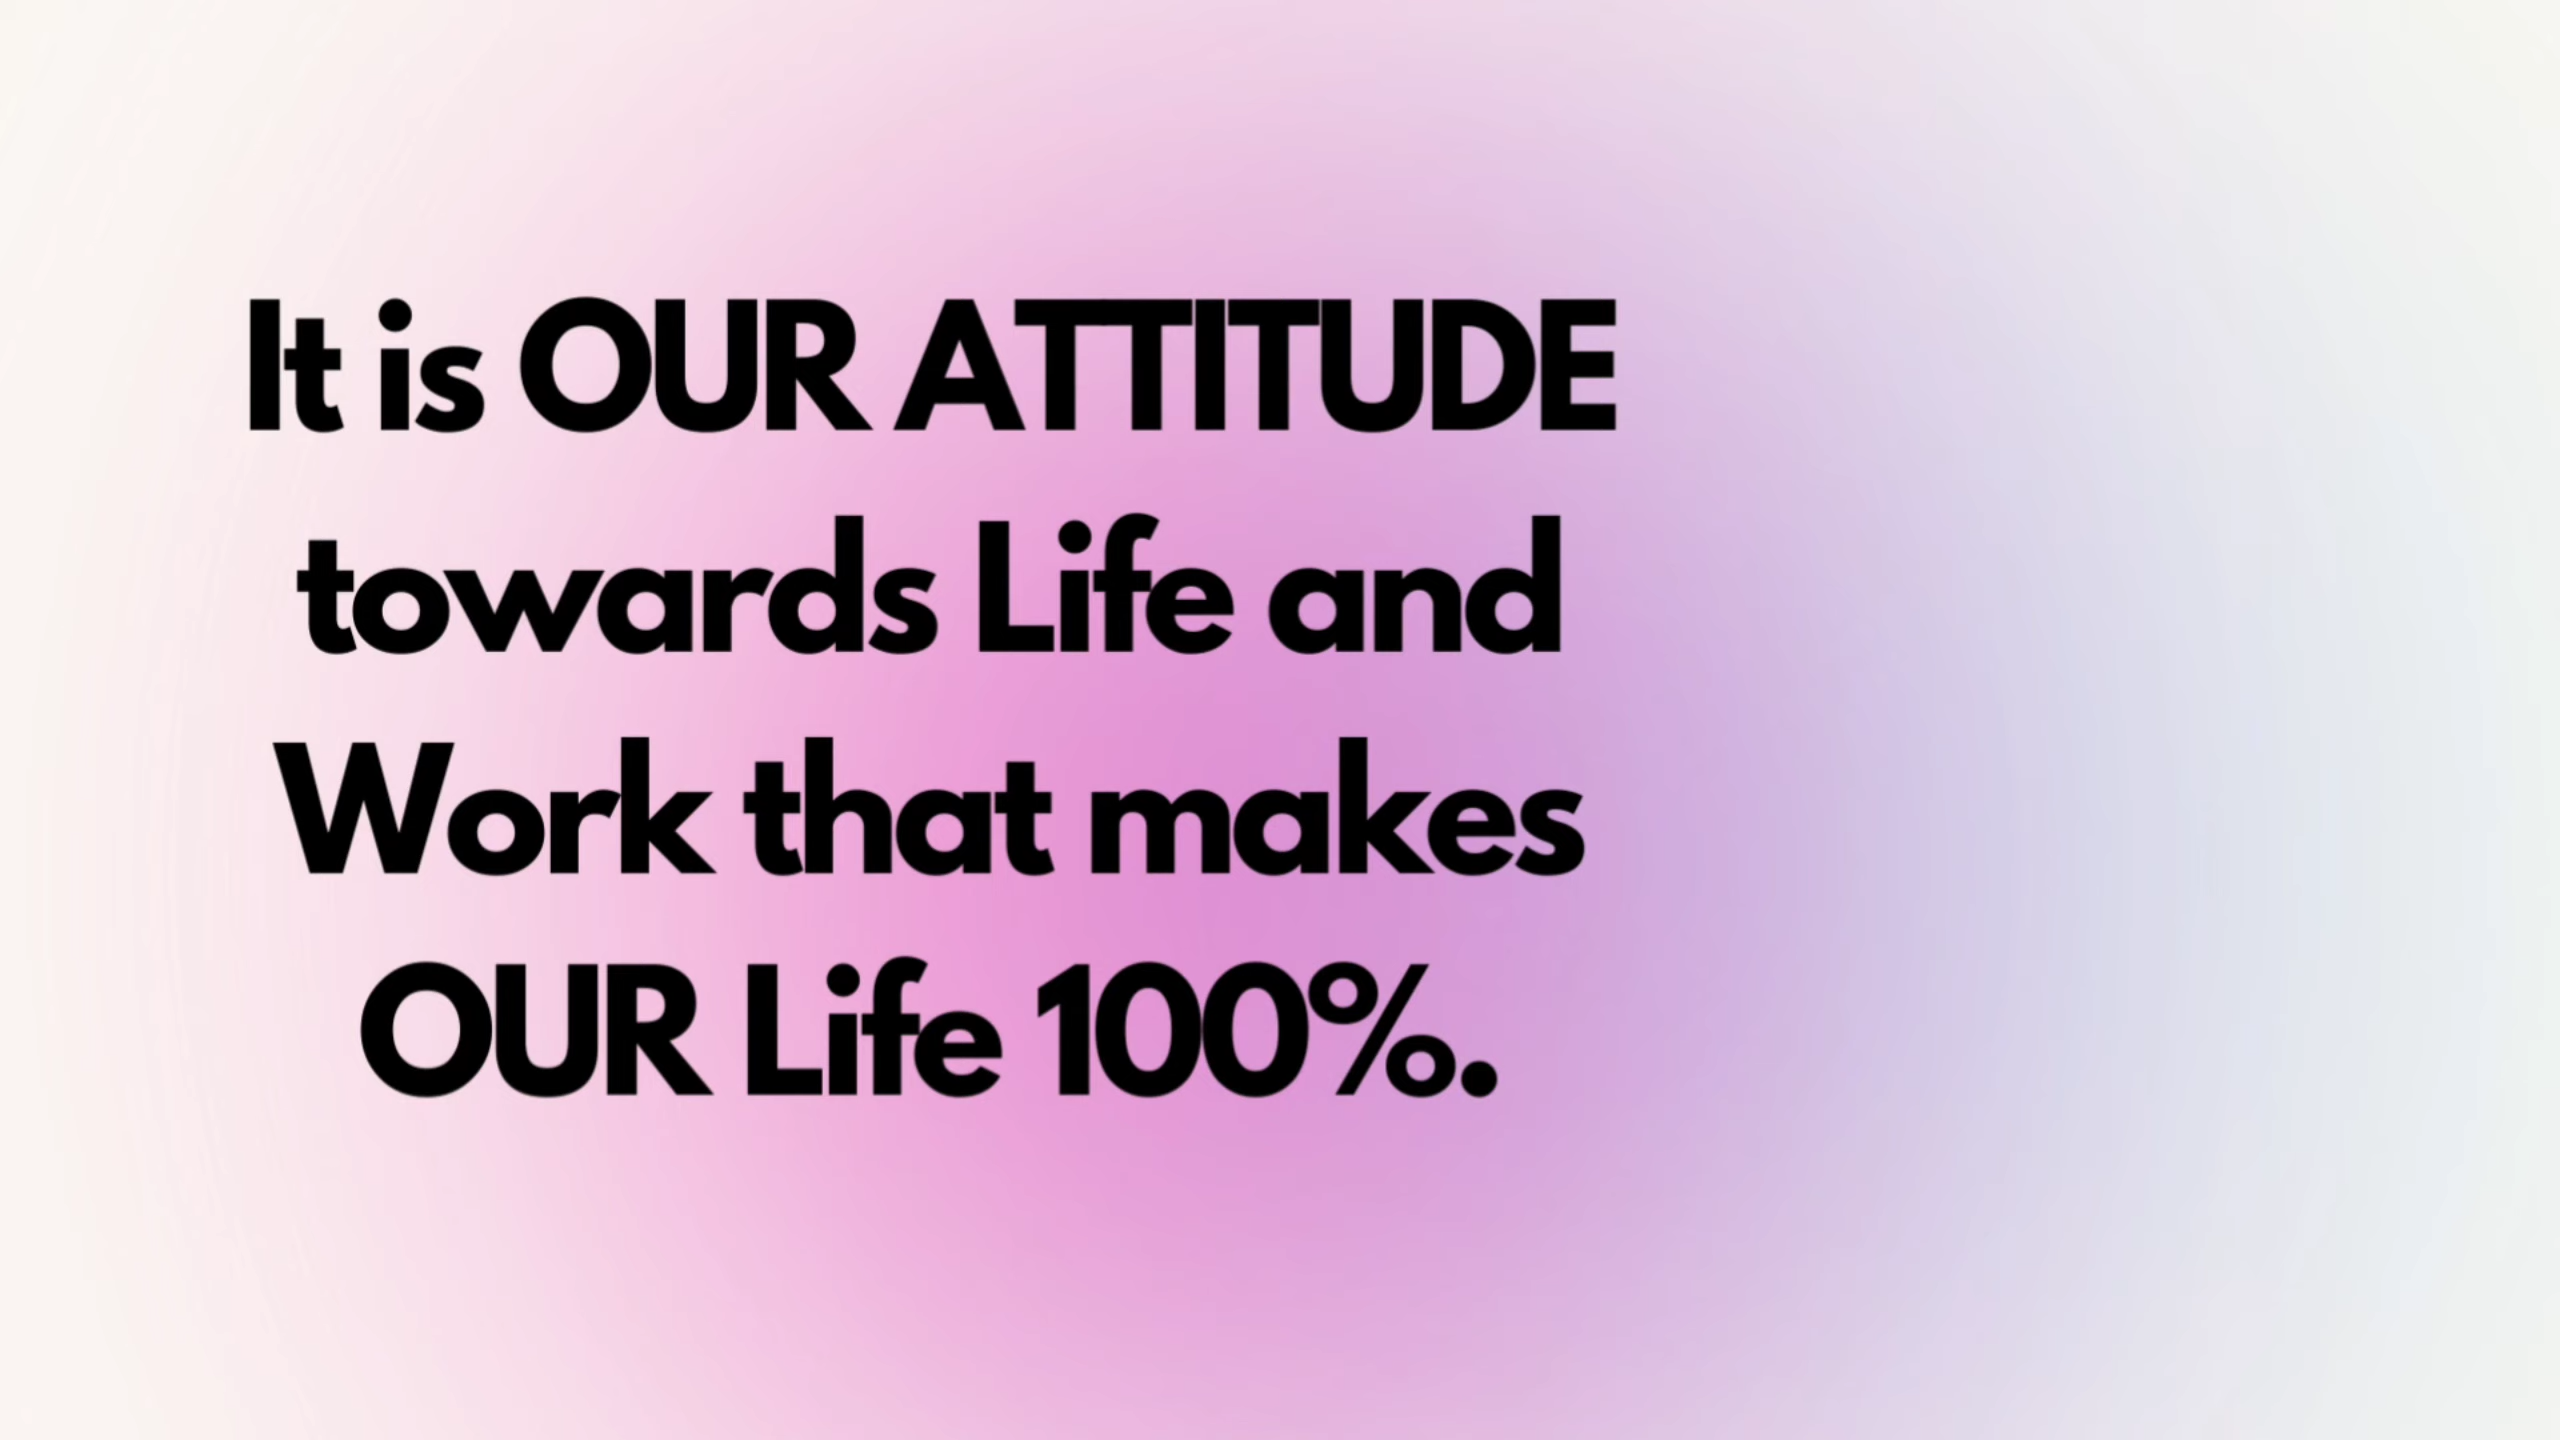 It is OUR ATTITUDE
towards Life and
Work that makes
OUR Life 100%.